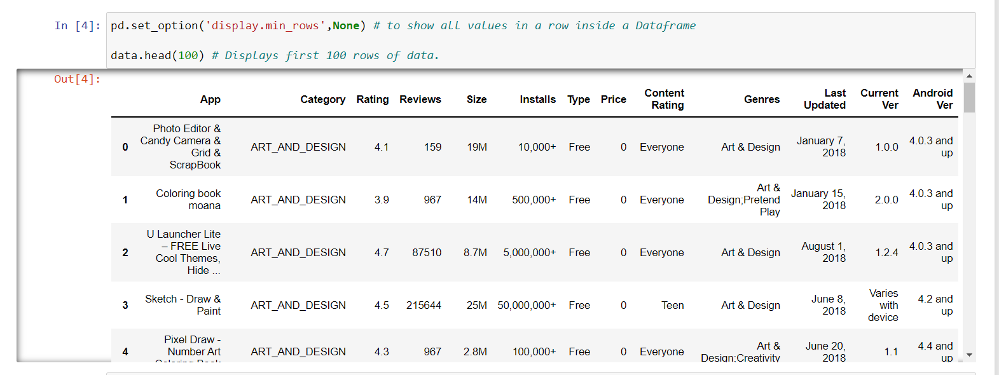 In [4]: pd.set_option('display.min_rows',None) # to show all values in a row inside a Dataframe
data.head(100) # Displays first 100 rows of data.
Out[4]:
App Category Rating Reviews Size Installs Type Price Content Rating Genres Last Updated Current Ver Android Ver
0 Photo Editor & Candy Camera & Grid & ScrapBook ART_AND_DESIGN 4.1 159 19M 10,000+ Free 0 Everyone Art & Design January 7, 2018 1.0.0 4.0.3 and up
1 Coloring book moana ART_AND_DESIGN 3.9 967 14M 500,000+ Free 0 Everyone Art & Design;Pretend Play January 15, 2018 2.0.0 4.0.3 and up
2 U Launcher Lite – FREE Live Cool Themes, Hide ... ART_AND_DESIGN 4.7 87510 8.7M 5,000,000+ Free 0 Everyone Art & Design August 1, 2018 1.2.4 4.0.3 and up
3 Sketch - Draw & Paint ART_AND_DESIGN 4.5 215644 25M 50,000,000+ Free 0 Teen Art & Design June 8, 2018 Varies with device 4.2 and up
4 Pixel Draw - Number Art Coloring Book ART_AND_DESIGN 4.3 967 2.8M 100,000+ Free 0 Everyone Art & Design;Creativity June 20, 2018 1.1 4.4 and up